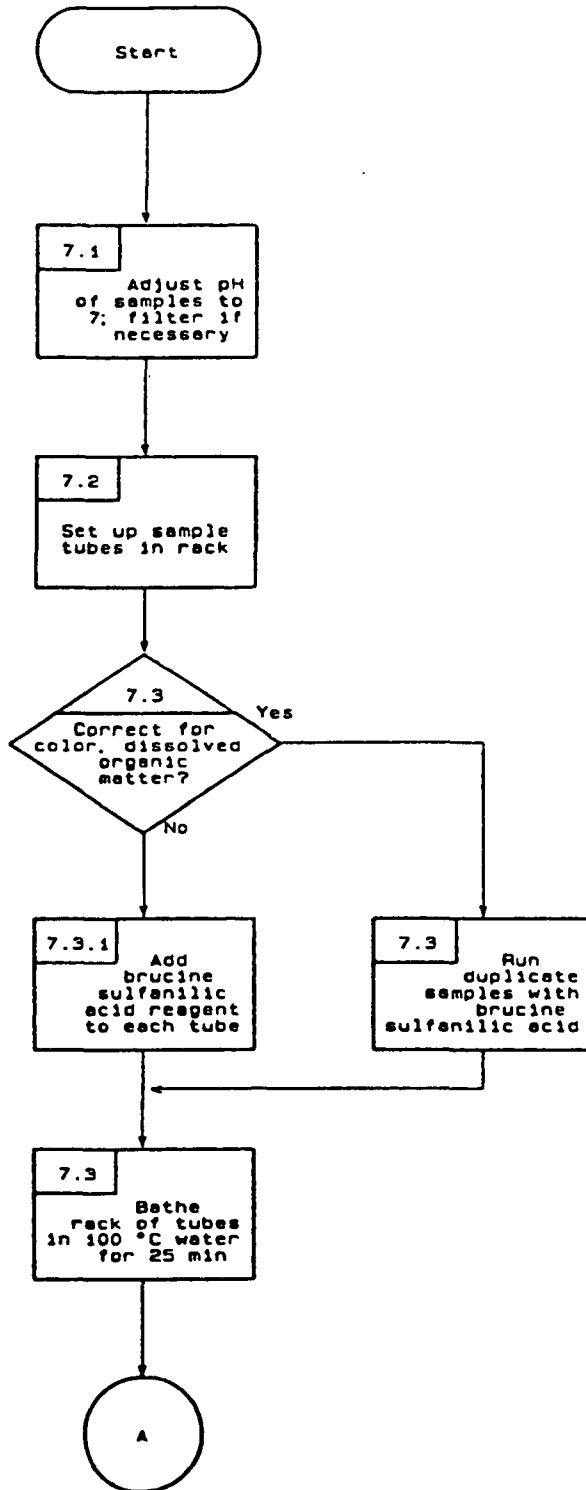 Start
7.1
Adjust pH
of samples to
7; filter if
necessary
7.2
Set up sample
tubes in rack
7.3
Correct for
color, dissolved
organic
matter?
Yes
No
7.3.1
Add
brucine
sulfanilic
acid reagent
to each tube
7.3
Run
duplicate
samples with
brucine
sulfanilic acid
7.3
Bathe
rack of tubes
in 100 °C water
for 25 min
A